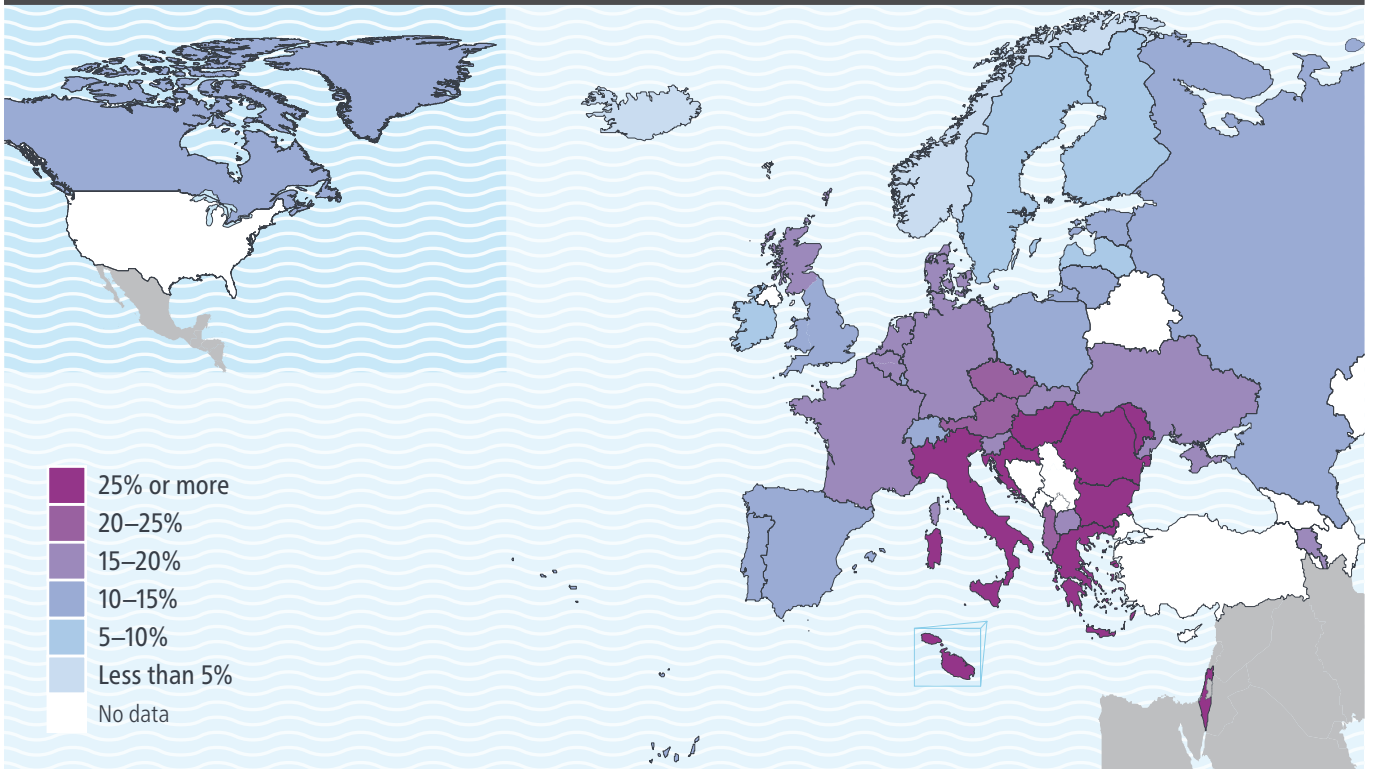 25% or more
20–25%
15–20%
10–15%
5–10%
Less than 5%
No data